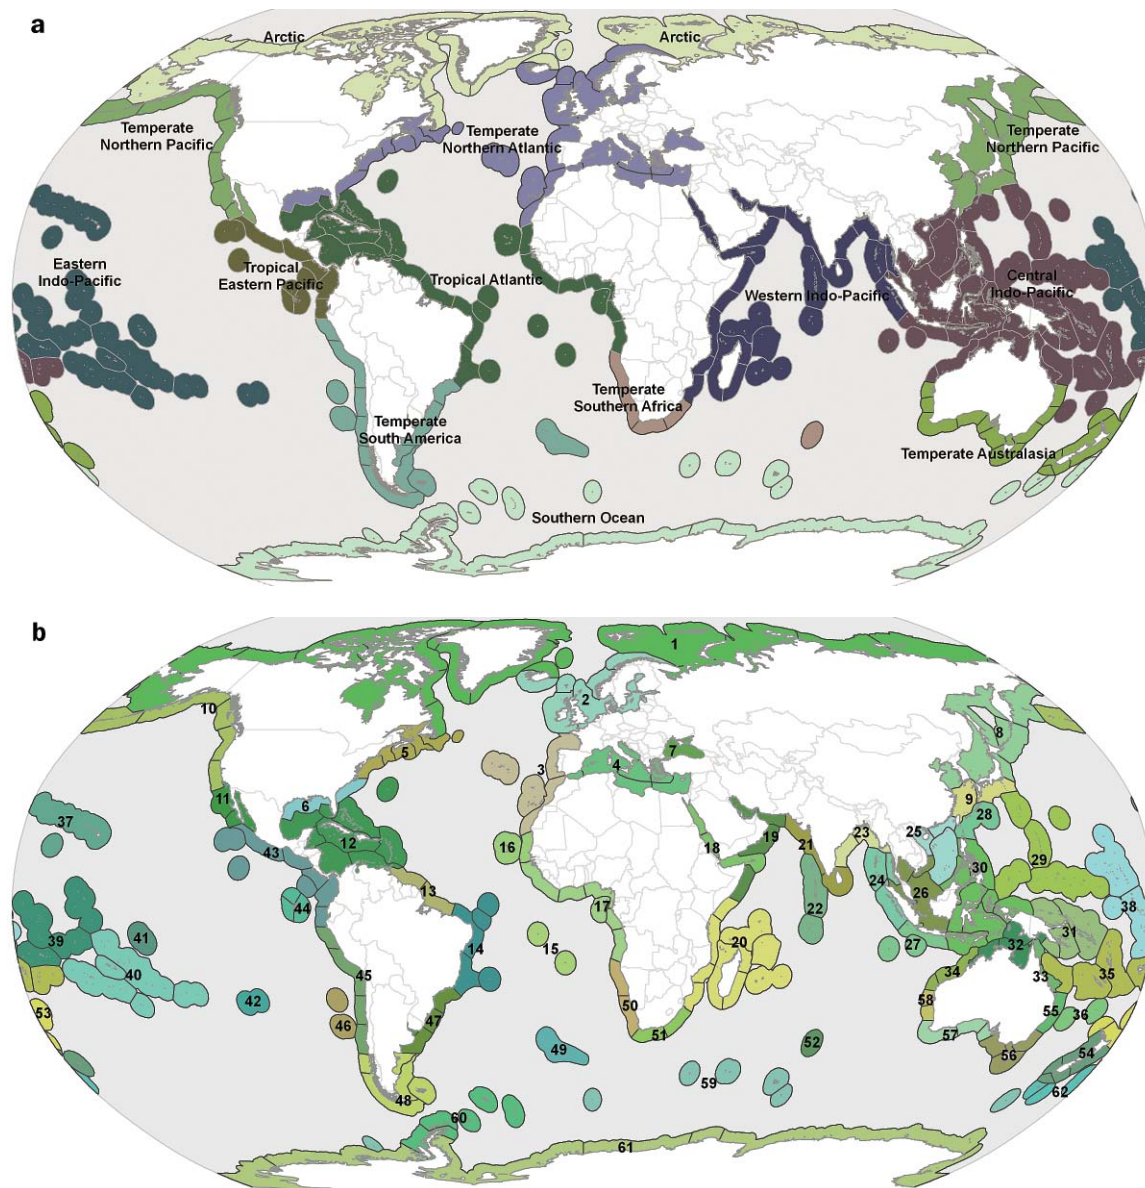 a
Arctic
Arctic
Temperate
Northern Pacific
Temperate
Northern Atlantic
Temperate
Northern Pacific
Eastern
Indo-Pacific
Tropical
Eastern Pacific
Tropical Atlantic
Western Indo-Pacific
Central
Indo-Pacific
Temperate
South America
Temperate
Southern Africa
Temperate Australasia
Southern Ocean
b
1
2
10
5
3
4
7
8
11
6
9
37
12
16
18
19
21
23
25
28
43
13
24
30
29
44
17
26
38
39
41
14
15
22
20
27
32
31
40
45
34
33
35
42
53
46
47
50
51
58
55
36
49
52
57
56
54
48
59
62
60
61